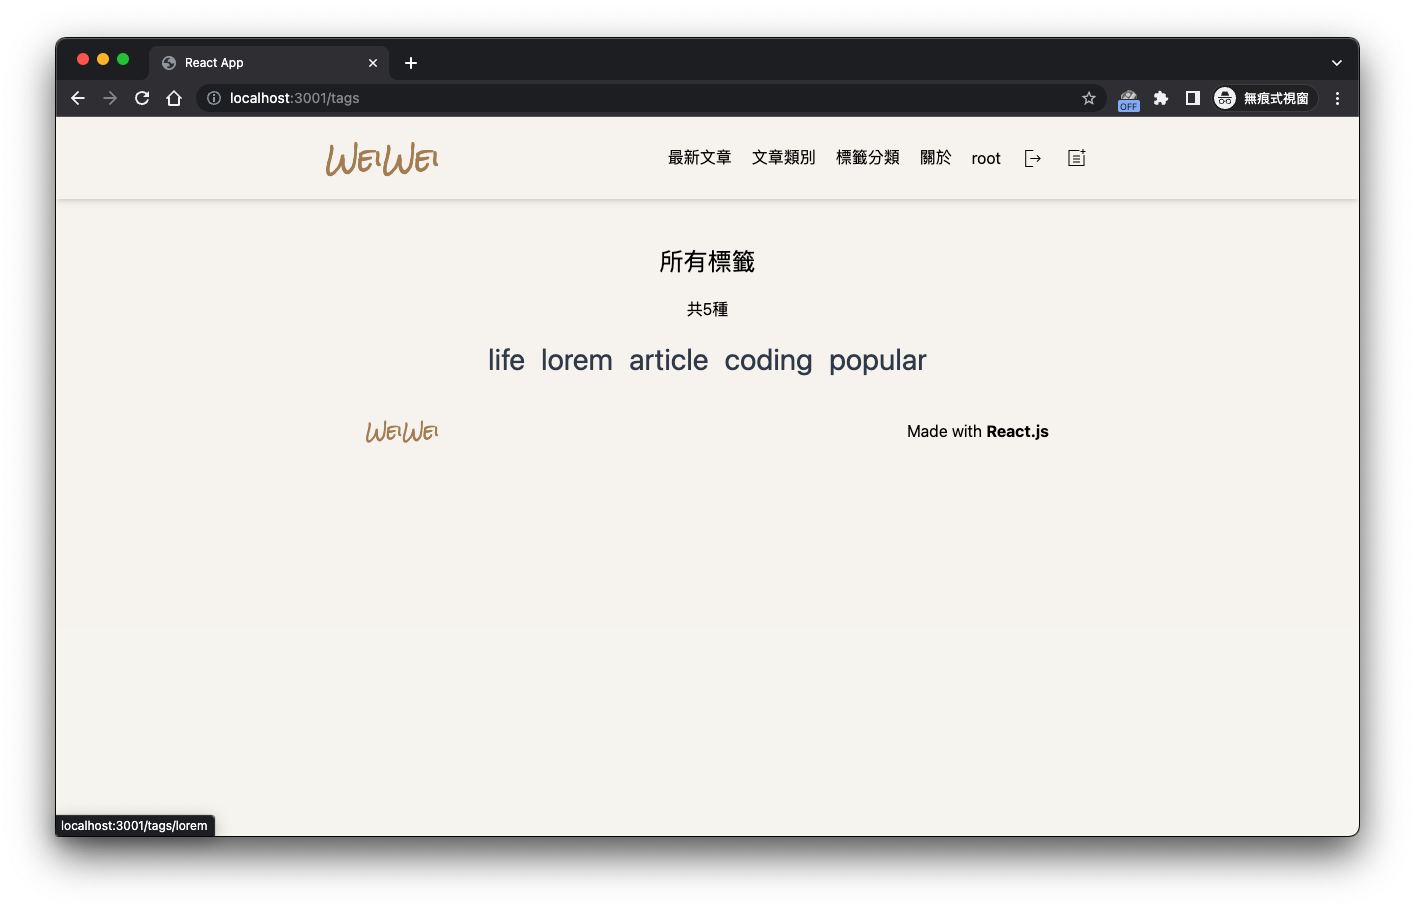 React App
localhost:3001/tags
OFF
無痕式視窗
WeiWei
最新文章 文章類別 標籤分類 關於 root
所有標籤
共5種
life lorem article coding popular
WeiWei
Made with React.js
localhost:3001/tags/lorem